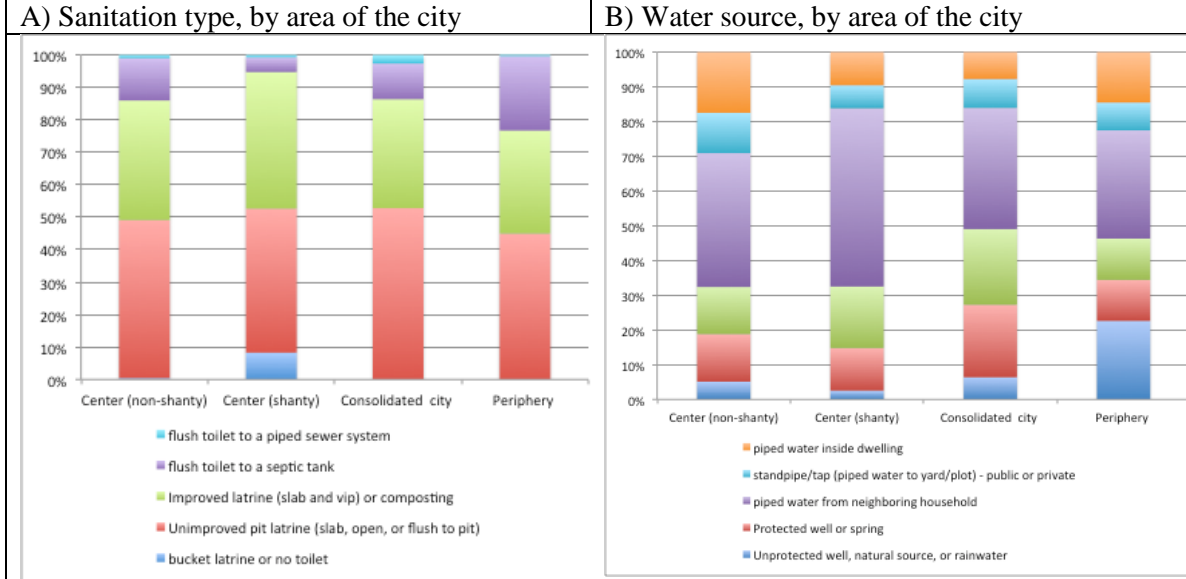 A) Sanitation type, by area of the city
B) Water source, by area of the city
100%
90%
80%
70%
60%
50%
40%
30%
20%
10%
0%
Center (non-shanty) Center (shanty) Consolidated city Periphery
flush toilet to a piped sewer system
flush toilet to a septic tank
Improved latrine (slab and vip) or composting
Unimproved pit latrine (slab, open, or flush to pit)
bucket latrine or no toilet
100%
90%
80%
70%
60%
50%
40%
30%
20%
10%
0%
Center (non-shanty) Center (shanty) Consolidated city Periphery
piped water inside dwelling
standpipe/tap (piped water to yard/plot) - public or private
piped water from neighboring household
Protected well or spring
Unprotected well, natural source, or rainwater